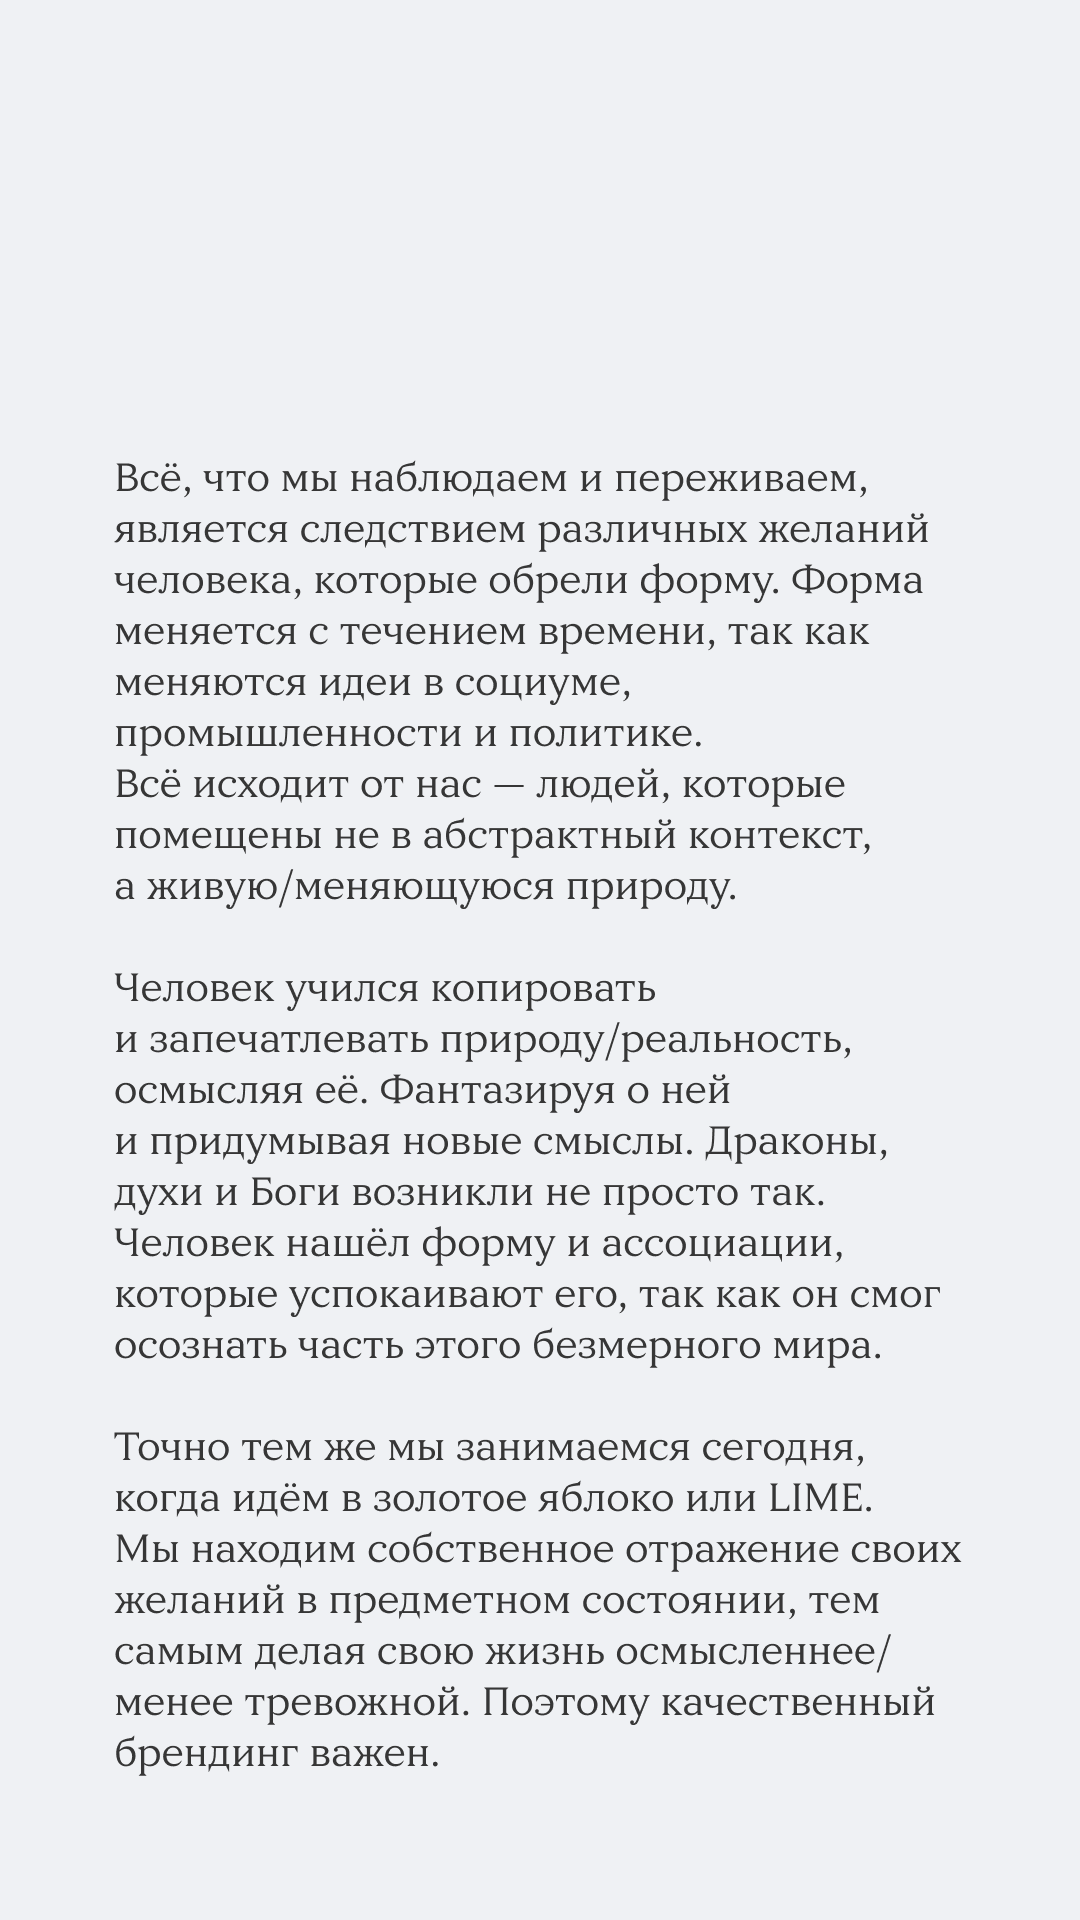 Всё, что мы наблюдаем и переживаем,
является следствием различных желаний
человека, которые обрели форму. Форма
меняется с течением времени, так как
меняются идеи в социуме,
промышленности и политике.
Всё исходит от нас — людей, которые
помещены не в абстрактный контекст,
а живую/меняющуюся природу.
Человек учился копировать
и запечатлевать природу/реальность,
осмысляя её. Фантазируя о ней
и придумывая новые смыслы. Драконы,
духи и Боги возникли не просто так.
Человек нашёл форму и ассоциации,
которые успокаивают его, так как он смог
осознать часть этого безмерного мира.
Точно тем же мы занимаемся сегодня,
когда идём в золотое яблоко или LIME.
Мы находим собственное отражение своих
желаний в предметном состоянии, тем
самым делая свою жизнь осмысленнее/
менее тревожной. Поэтому качественный
брендинг важен.